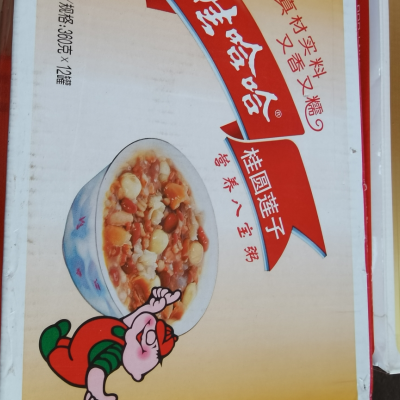 真材实料
又香又糯
娃哈哈®
桂圆莲子
营养八宝粥
规格:360克×12罐